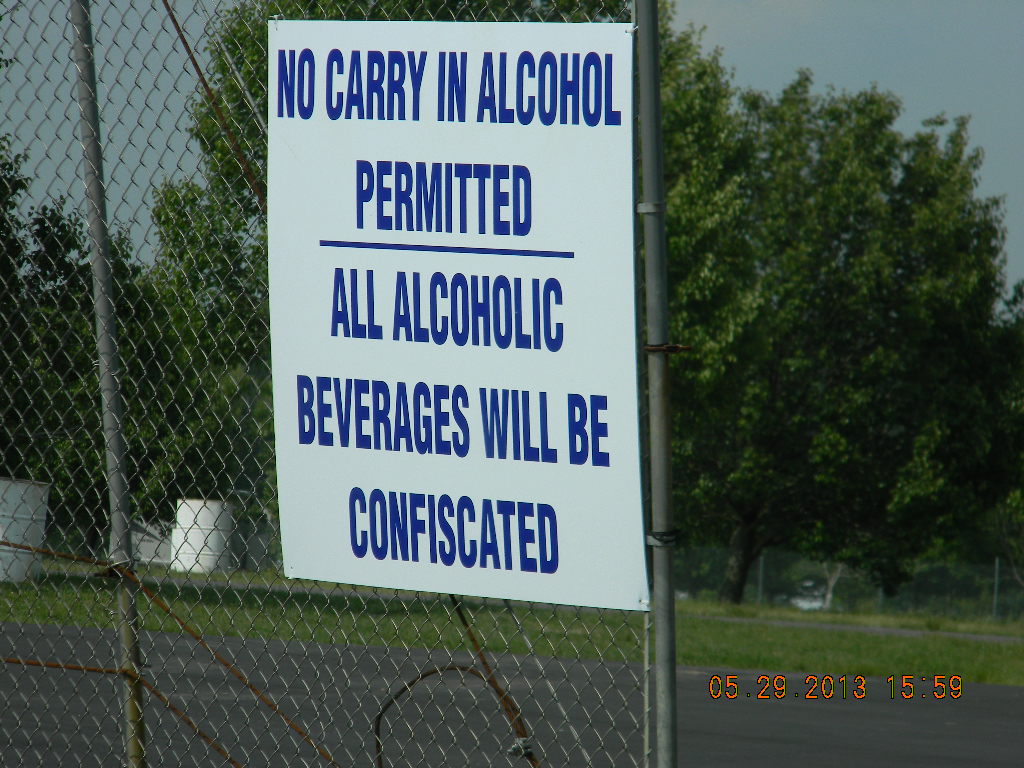 NO CARRY IN ALCOHOL
PERMITTED
ALL ALCOHOLIC
BEVERAGES WILL BE
CONFISCATED
05.29.2013 15:59